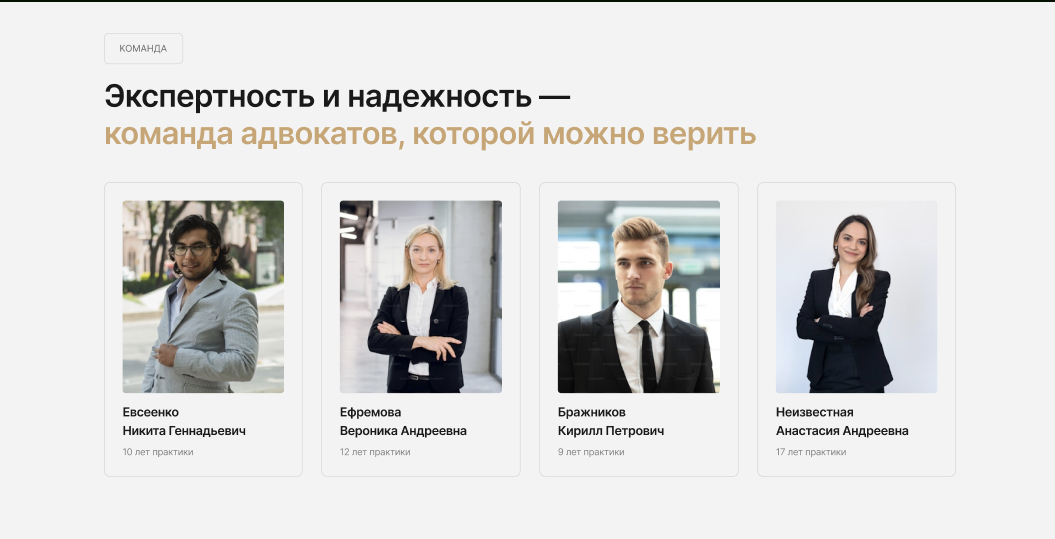 КОМАНДА
Экспертность и надежность —
команда адвокатов, которой можно верить
Евсеенко
Никита Геннадьевич
10 лет практики
Ефремова
Вероника Андреевна
12 лет практики
Бражников
Кирилл Петрович
9 лет практики
Неизвестная
Анастасия Андреевна
17 лет практики